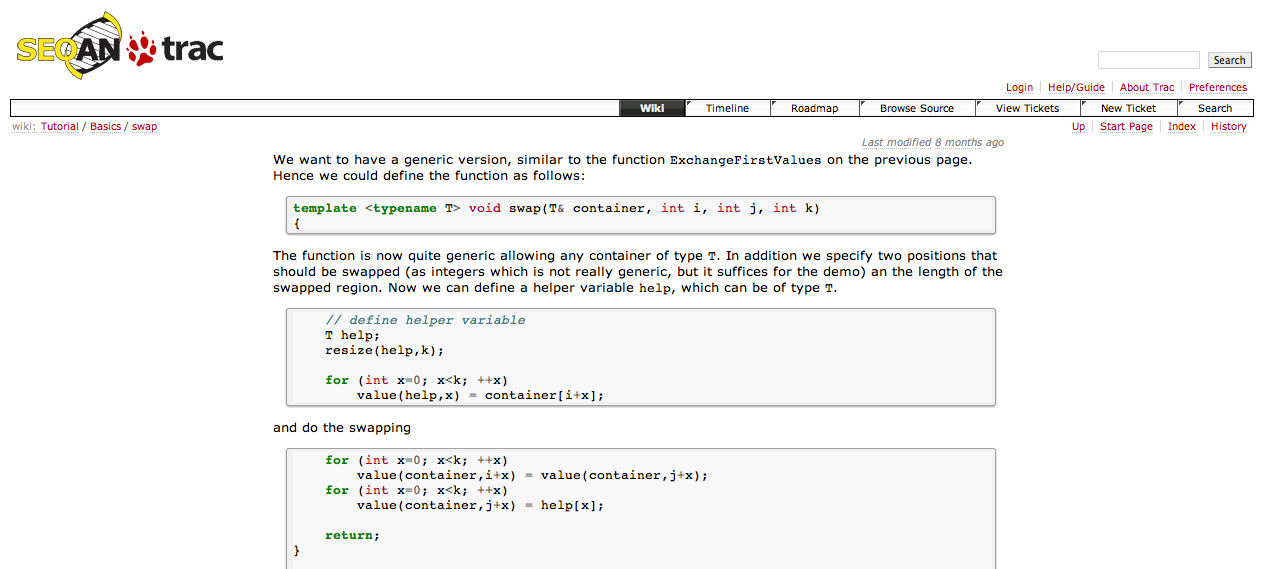 SEQAN trac
Search
Login Help/Guide About Trac Preferences
Wiki Timeline Roadmap Browse Source View Tickets New Ticket Search
wiki: Tutorial / Basics / swap Up Start Page Index History
Last modified 8 months ago
We want to have a generic version, similar to the function ExchangeFirstValues on the previous page.
Hence we could define the function as follows:
template <typename T> void swap(T& container, int i, int j, int k)
{
The function is now quite generic allowing any container of type T. In addition we specify two positions that
should be swapped (as integers which is not really generic, but it suffices for the demo) an the length of the
swapped region. Now we can define a helper variable help, which can be of type T.
// define helper variable
T help;
resize(help,k);
for (int x=0; x<k; ++x)
value(help,x) = container[i+x];
and do the swapping
for (int x=0; x<k; ++x)
value(container,i+x) = value(container,j+x);
for (int x=0; x<k; ++x)
value(container,j+x) = help[x];
return;
}